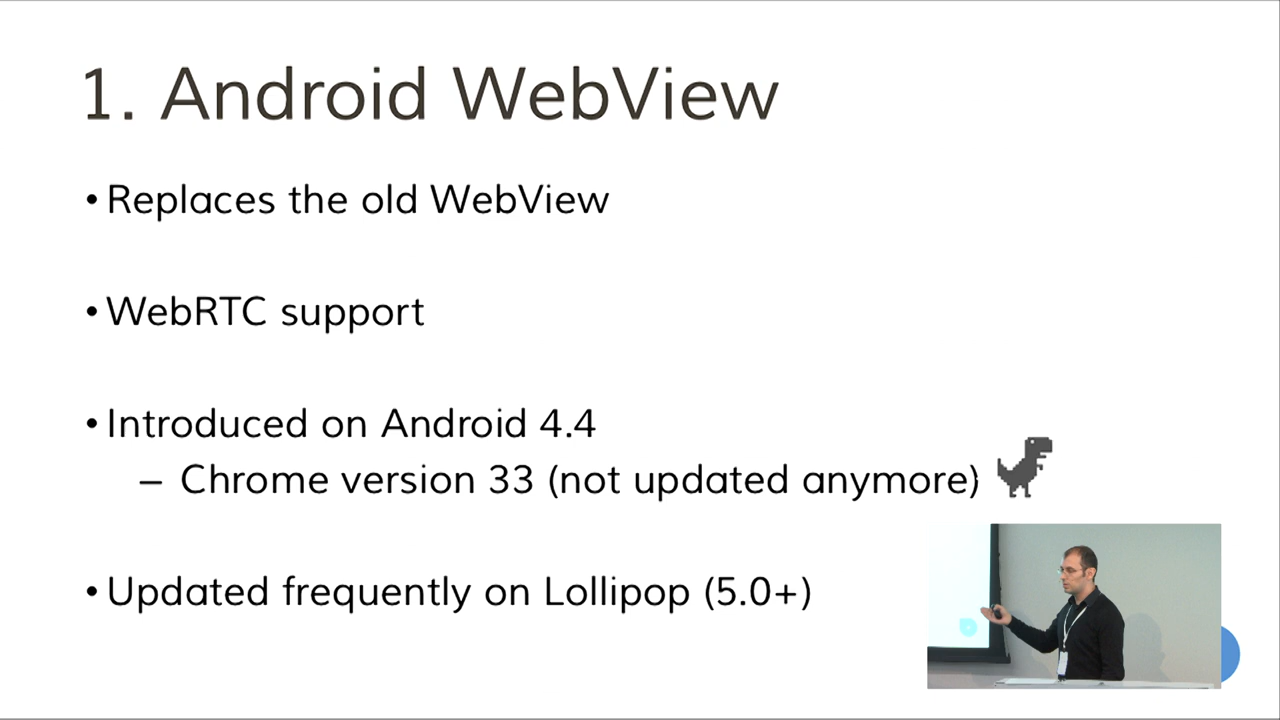 1. Android WebView
• Replaces the old WebView
• WebRTC support
• Introduced on Android 4.4
– Chrome version 33 (not updated anymore)
• Updated frequently on Lollipop (5.0+)